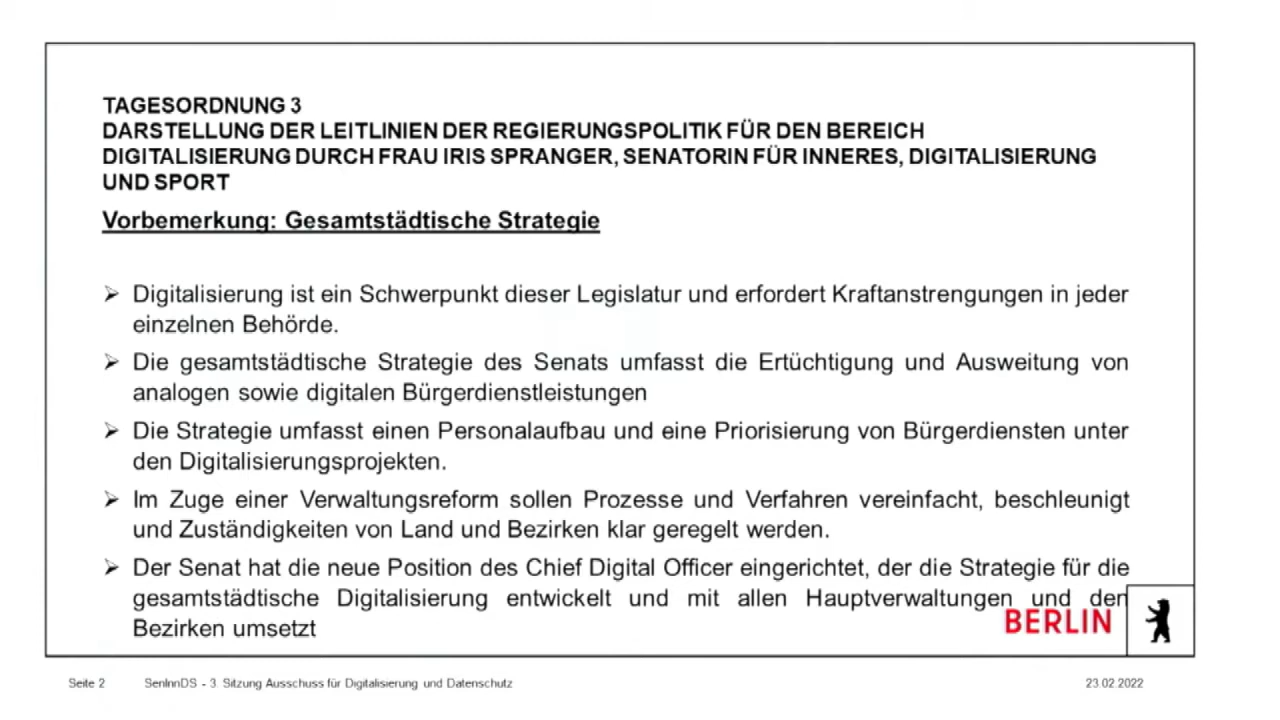 TAGESORDNUNG 3
DARSTELLUNG DER LEITLINIEN DER REGIERUNGSPOLITIK FÜR DEN BEREICH
DIGITALISIERUNG DURCH FRAU IRIS SPRANGER, SENATORIN FÜR INNERES, DIGITALISIERUNG
UND SPORT
Vorbemerkung: Gesamtstädtische Strategie
➢ Digitalisierung ist ein Schwerpunkt dieser Legislatur und erfordert Kraftanstrengungen in jeder
einzelnen Behörde.
➢ Die gesamtstädtische Strategie des Senats umfasst die Ertüchtigung und Ausweitung von
analogen sowie digitalen Bürgerdienstleistungen
➢ Die Strategie umfasst einen Personalaufbau und eine Priorisierung von Bürgerdiensten unter
den Digitalisierungsprojekten.
➢ Im Zuge einer Verwaltungsreform sollen Prozesse und Verfahren vereinfacht, beschleunigt
und Zuständigkeiten von Land und Bezirken klar geregelt werden.
➢ Der Senat hat die neue Position des Chief Digital Officer eingerichtet, der die Strategie für die
gesamtstädtische Digitalisierung entwickelt und mit allen Hauptverwaltungen und den
Bezirken umsetzt
BERLIN
Seite 2 SenInnDS - 3. Sitzung Ausschuss für Digitalisierung und Datenschutz 23.02.2022